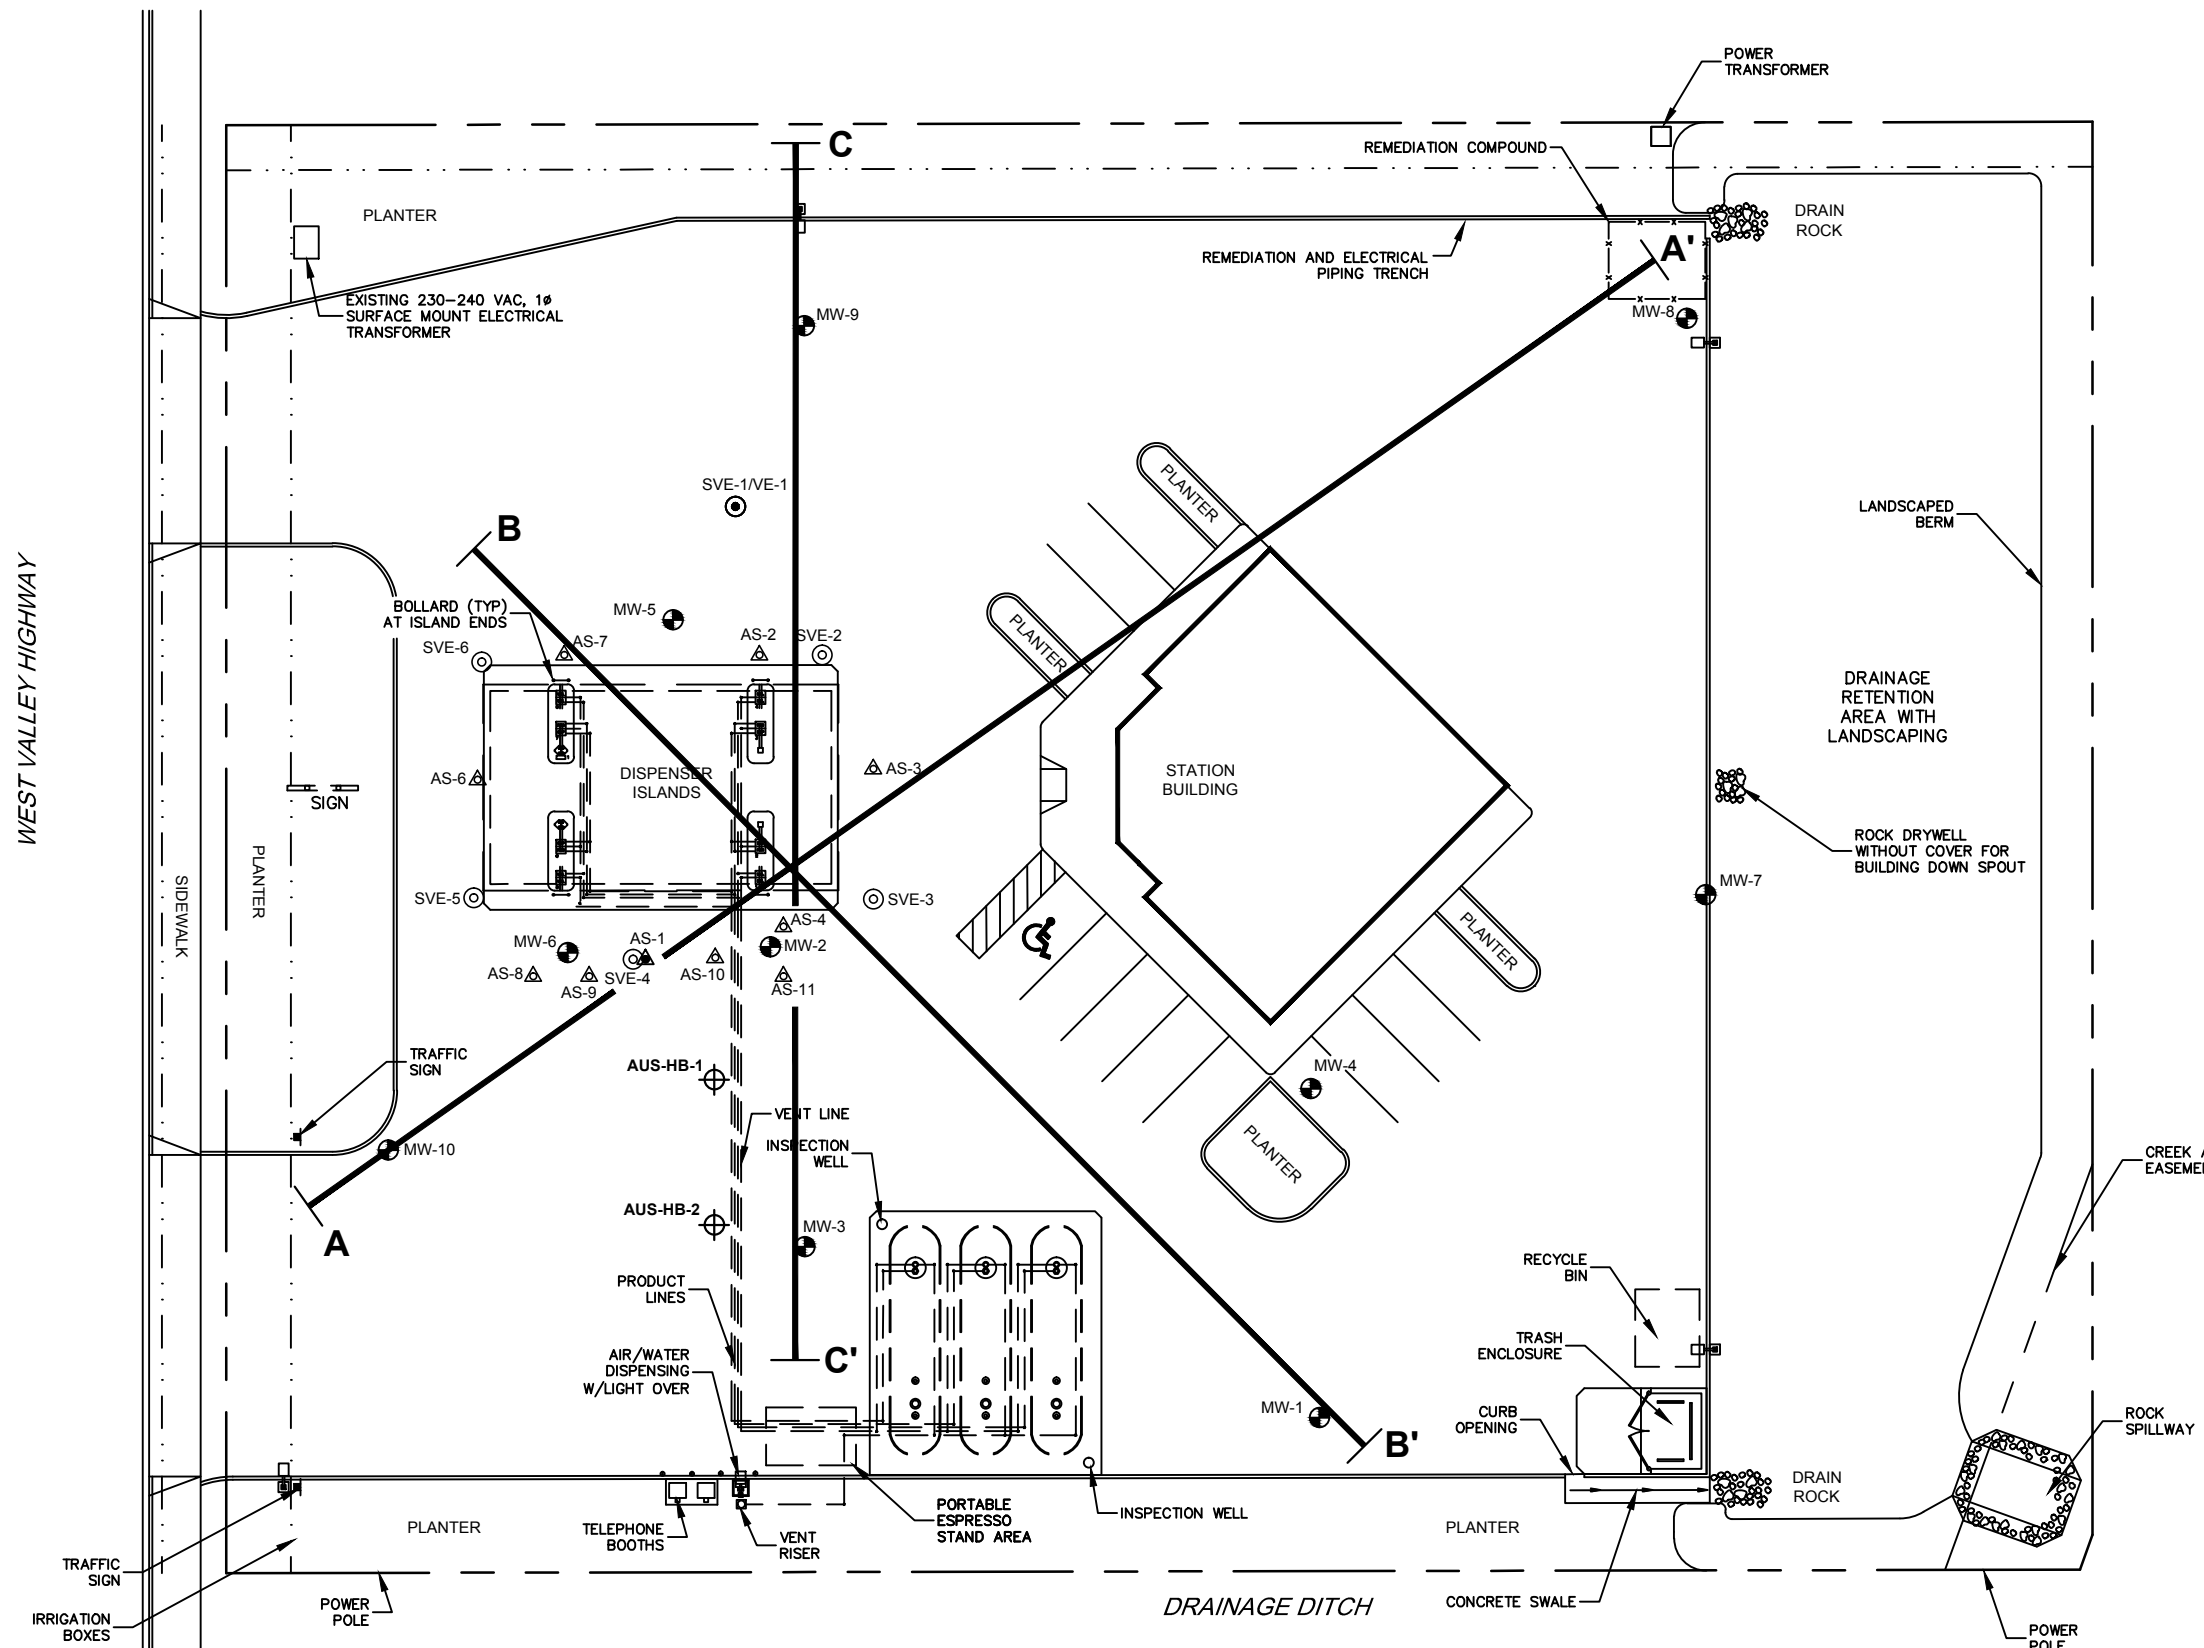 POWER
TRANSFORMER
C
REMEDIATION COMPOUND
PLANTER
DRAIN
ROCK
A'
REMEDIATION AND ELECTRICAL
PIPING TRENCH
EXISTING 230-240 VAC, 1ø
SURFACE MOUNT ELECTRICAL
TRANSFORMER
MW-9
MW-8
SVE-1/VE-1
PLANTER
LANDSCAPED
BERM
B
WEST VALLEY HIGHWAY
BOLLARD (TYP)
AT ISLAND ENDS
MW-5
PLANTER
SVE-6
AS-7
AS-2
SVE-2
DRAINAGE
RETENTION
AREA WITH
LANDSCAPING
AS-6
DISPENSER
ISLANDS
AS-3
STATION
BUILDING
SIGN
ROCK DRYWELL
WITHOUT COVER FOR
BUILDING DOWN SPOUT
SIDEWALK
PLANTER
SVE-5
SVE-3
MW-7
AS-4
PLANTER
MW-6
AS-1
MW-2
AS-8
AS-9
SVE-4
AS-10
AS-11
TRAFFIC
SIGN
AUS-HB-1
MW-4
VENT LINE
MW-10
INSPECTION
WELL
PLANTER
CREEK A
EASEME
AUS-HB-2
MW-3
A
RECYCLE
BIN
PRODUCT
LINES
TRASH
ENCLOSURE
AIR/WATER
DISPENSING
W/LIGHT OVER
C'
MW-1
CURB
OPENING
ROCK
SPILLWAY
B'
DRAIN
ROCK
PORTABLE
ESPRESSO
STAND AREA
INSPECTION WELL
PLANTER
TELEPHONE
BOOTHS
VENT
RISER
PLANTER
TRAFFIC
SIGN
POWER
POLE
DRAINAGE DITCH
CONCRETE SWALE
IRRIGATION
BOXES
POWER
POLE